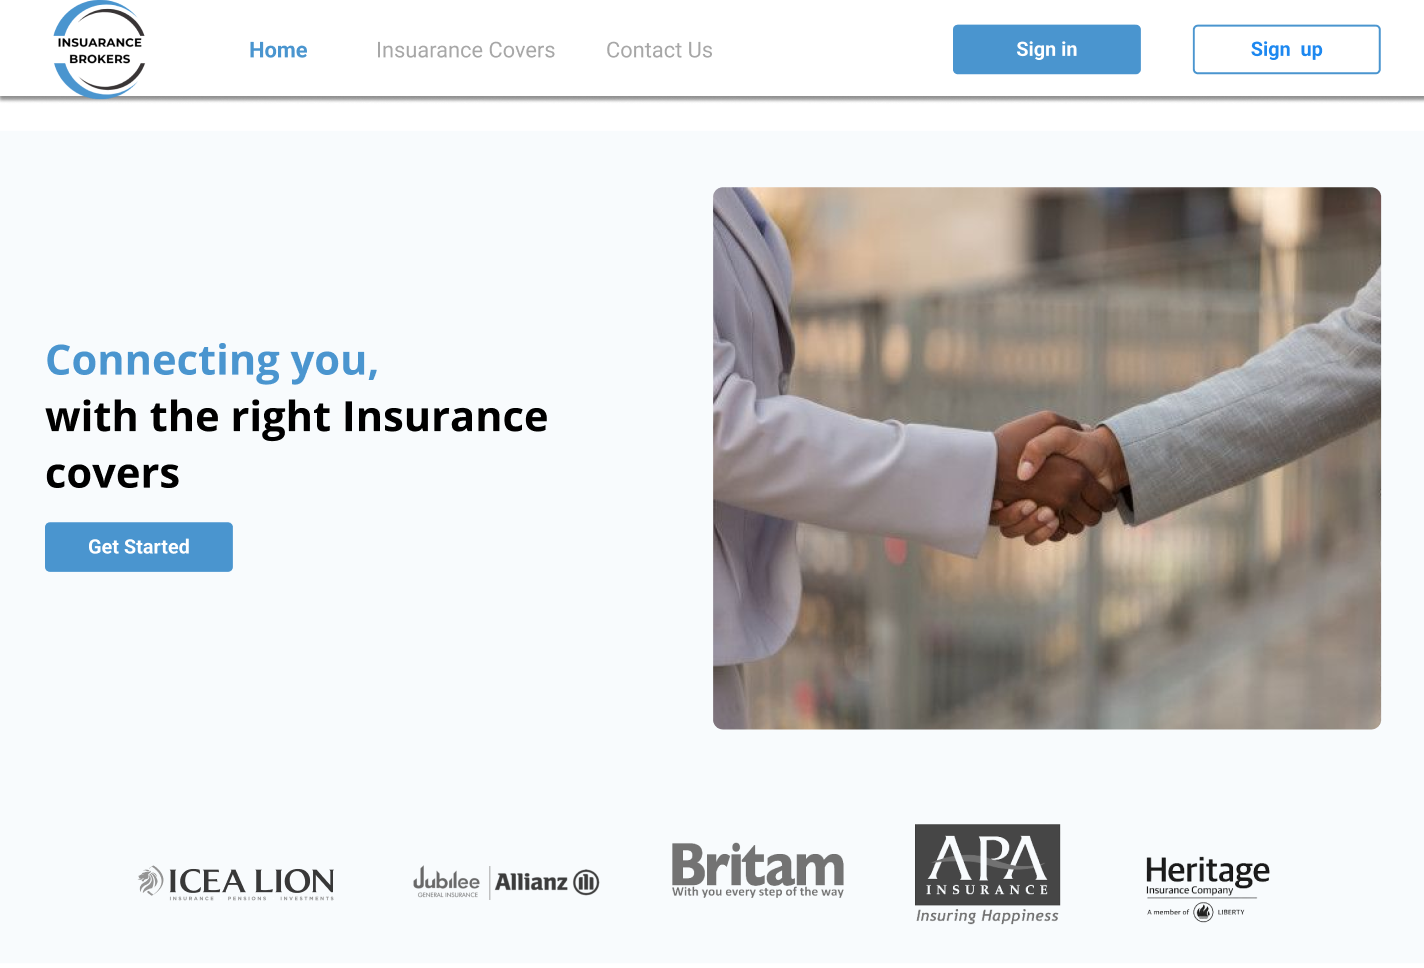 INSUARANCE
BROKERS
Home
Insuarance Covers
Contact Us
Sign in
Sign up
Connecting you,
with the right Insurance
covers
Get Started
ICEA LION
INSURANCE PENSIONS INVESTMENTS
Jubilee
GENERAL INSURANCE
Allianz
Britam
With you every step of the way
APA
INSURANCE
Insuring Happiness
Heritage
Insurance Company
A member of LIBERTY